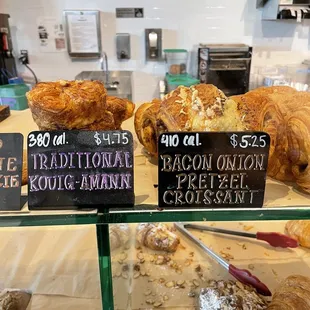 380 cal. $4.75
TRADITIONAL
KOUIG-AMANN
410 cal. $5.25
BACON ONION
PRETZEL
CROISSANT